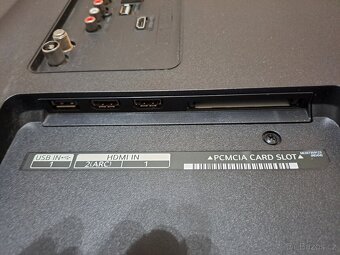 USB IN
HDMI IN
1
2(ARC)
1
▲PCMCIA CARD SLOT▲